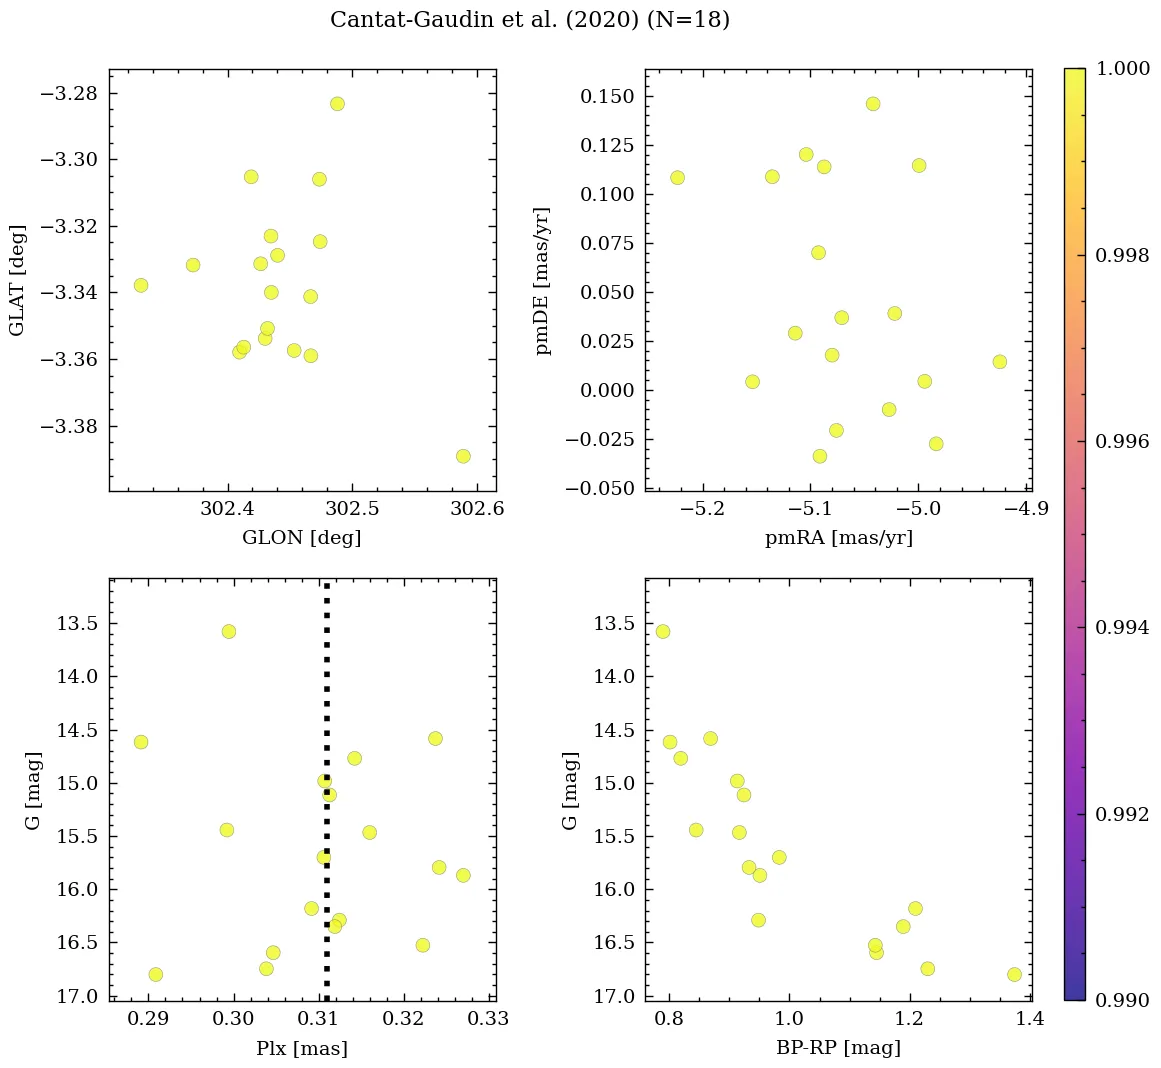 Cantat-Gaudin et al. (2020) (N=18)
−3.28
−3.30
−3.32
−3.34
−3.36
−3.38
GLAT [deg]
302.4 302.5 302.6
GLON [deg]
0.150
0.125
0.100
0.075
0.050
0.025
0.000
−0.025
−0.050
pmDE [mas/yr]
−5.2 −5.1 −5.0 −4.9
pmRA [mas/yr]
13.5
14.0
14.5
15.0
15.5
16.0
16.5
17.0
G [mag]
0.29 0.30 0.31 0.32 0.33
Plx [mas]
13.5
14.0
14.5
15.0
15.5
16.0
16.5
17.0
G [mag]
0.8 1.0 1.2 1.4
BP-RP [mag]
1.000
0.998
0.996
0.994
0.992
0.990